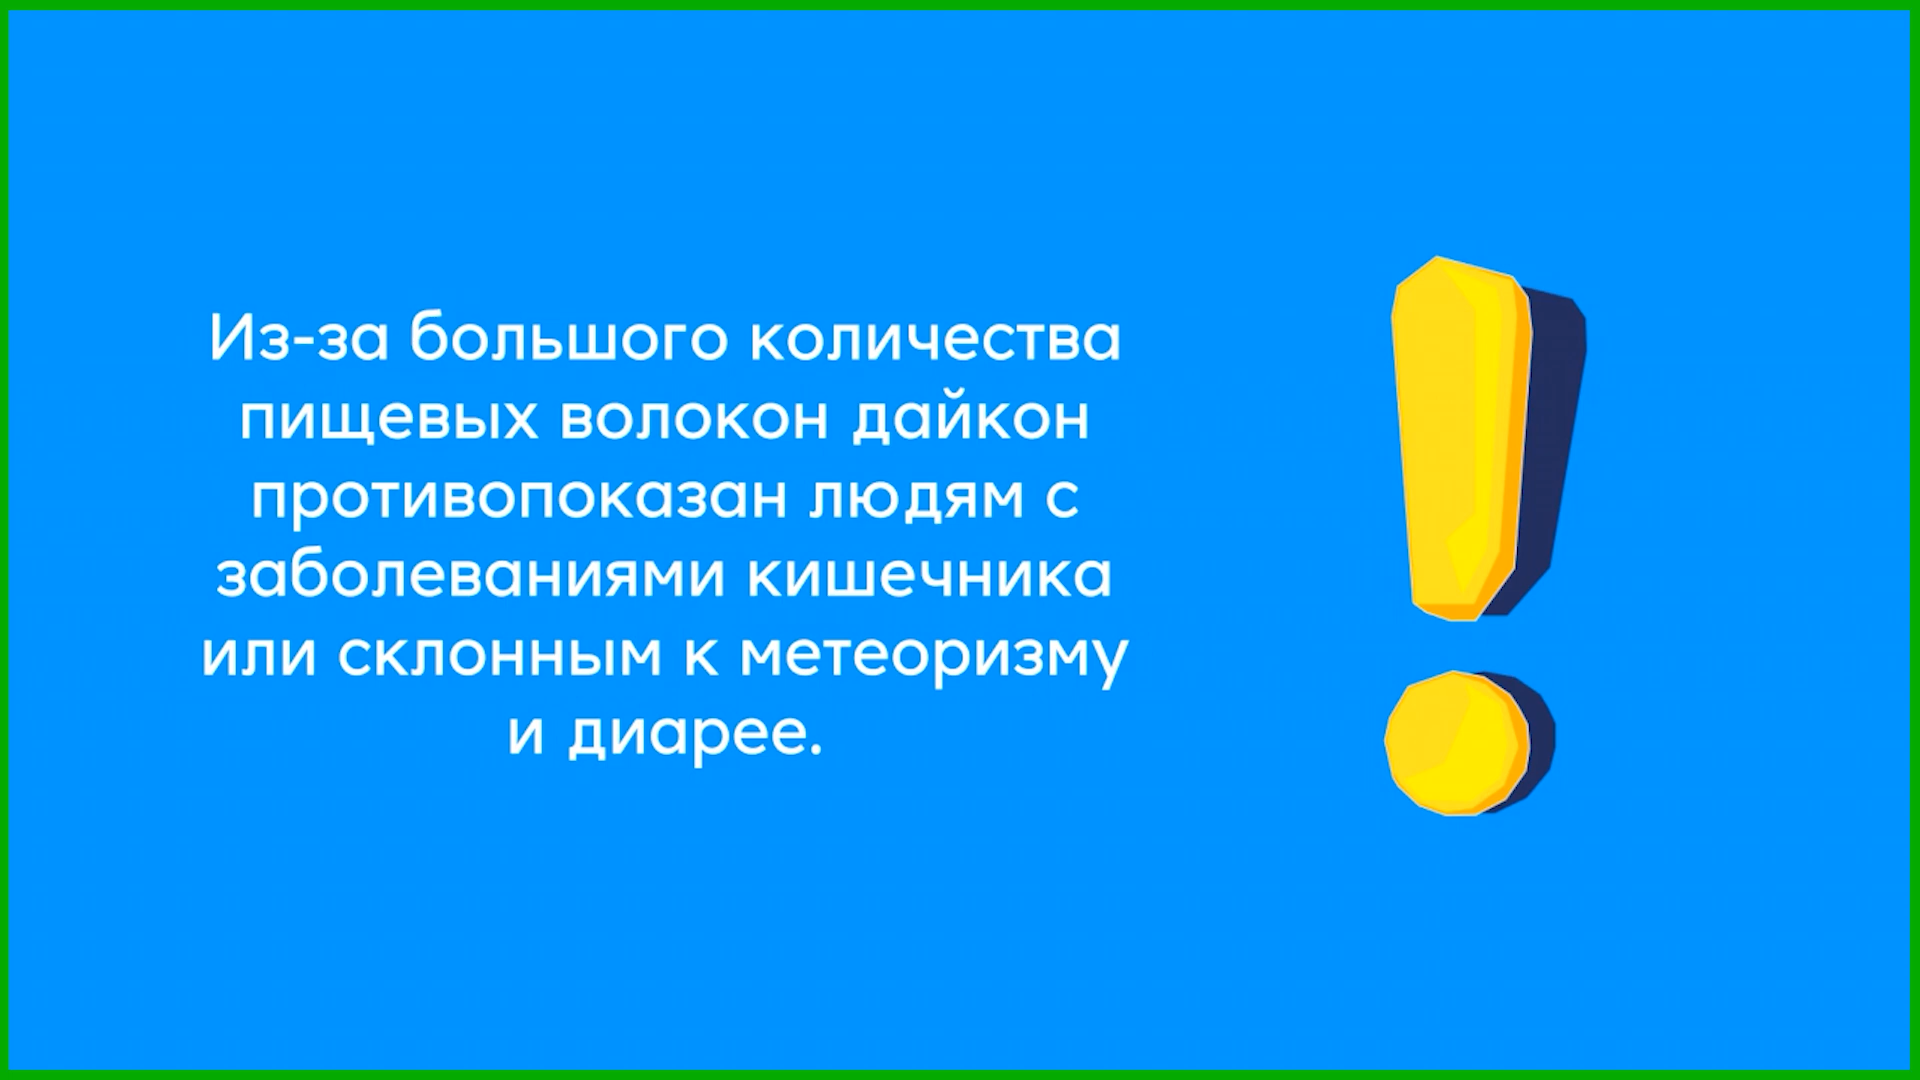 Из-за большого количества
пищевых волокон дайкон
противопоказан людям с
заболеваниями кишечника
или склонным к метеоризму
и диарее.